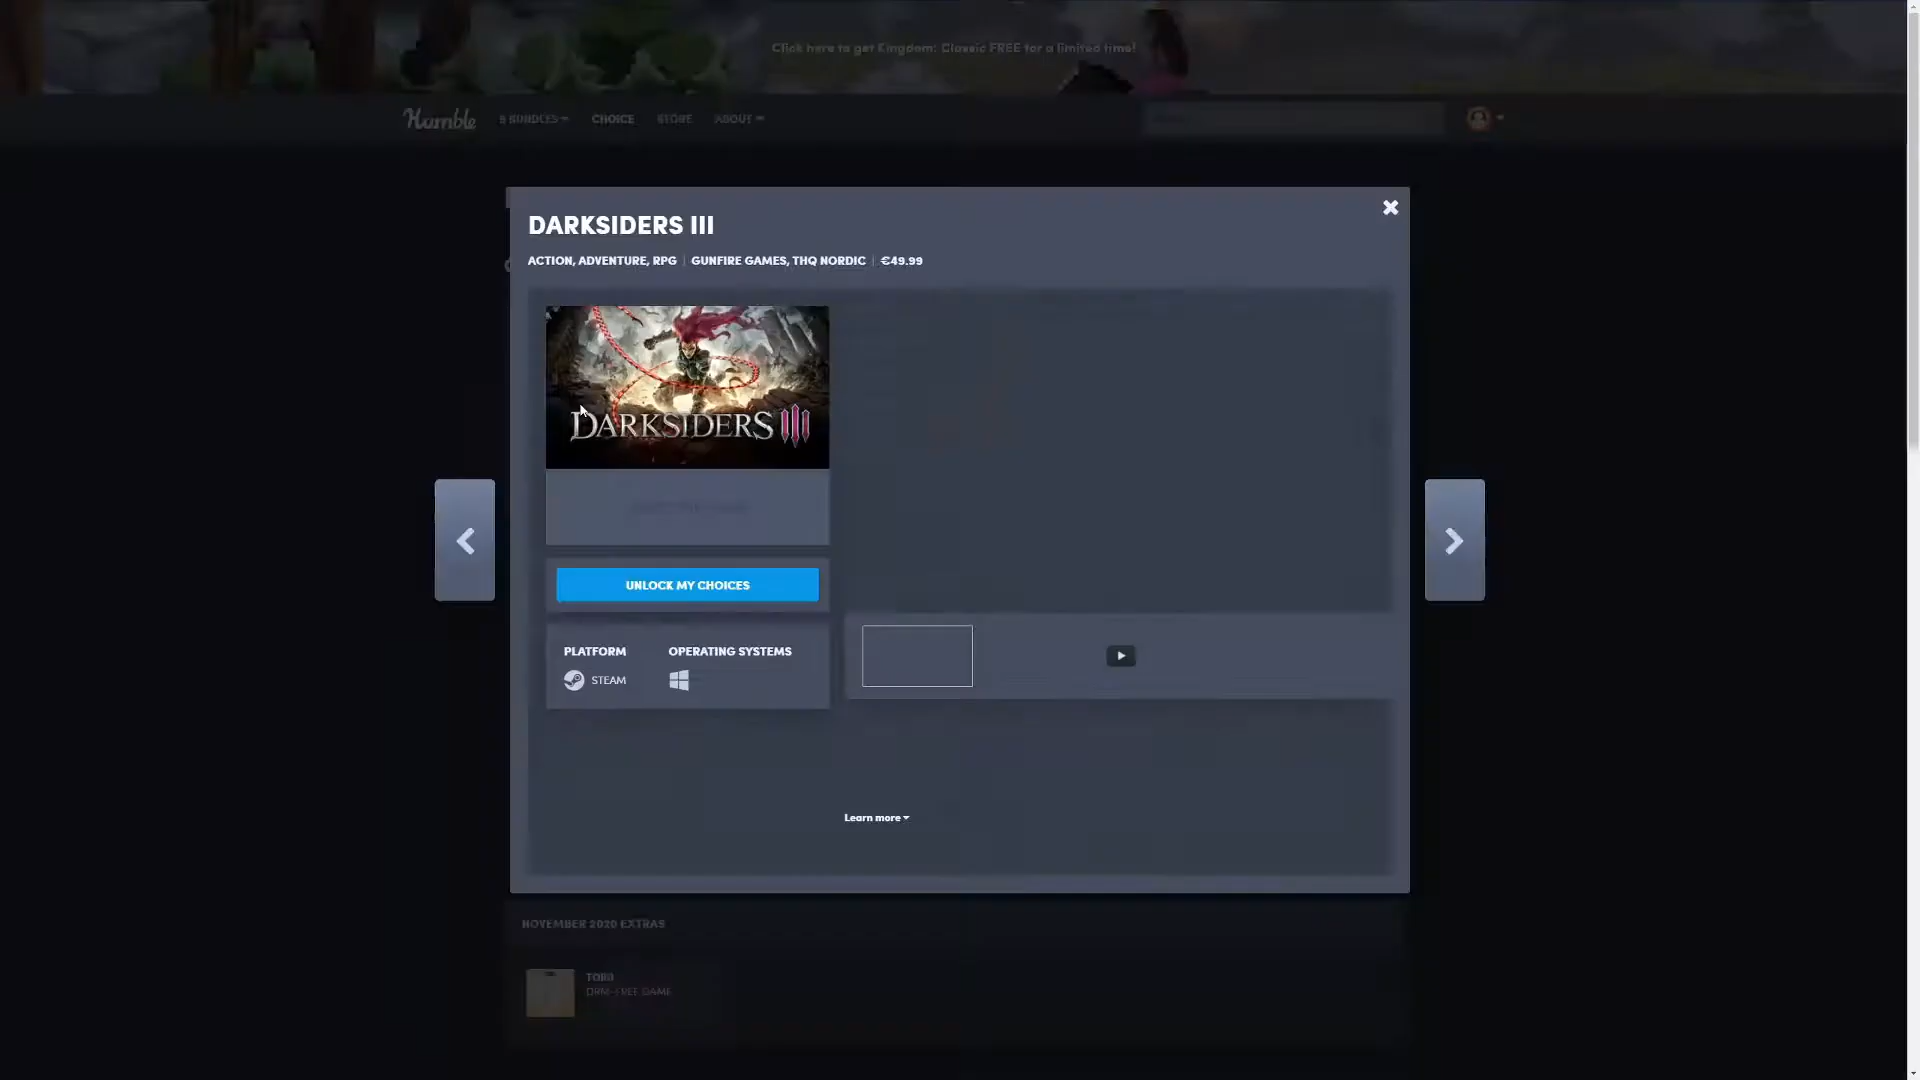 Click here to get Kingdom: Classic FREE for a limited time!
Humble
BUNDLES
CHOICE
STORE
ABOUT
DARKSIDERS III
ACTION, ADVENTURE, RPG | GUNFIRE GAMES, THQ NORDIC | €49.99
DARKSIDERS III
UNLOCK MY CHOICES
PLATFORM
OPERATING SYSTEMS
STEAM
Learn more
NOVEMBER 2020 EXTRAS
DRM-FREE GAME